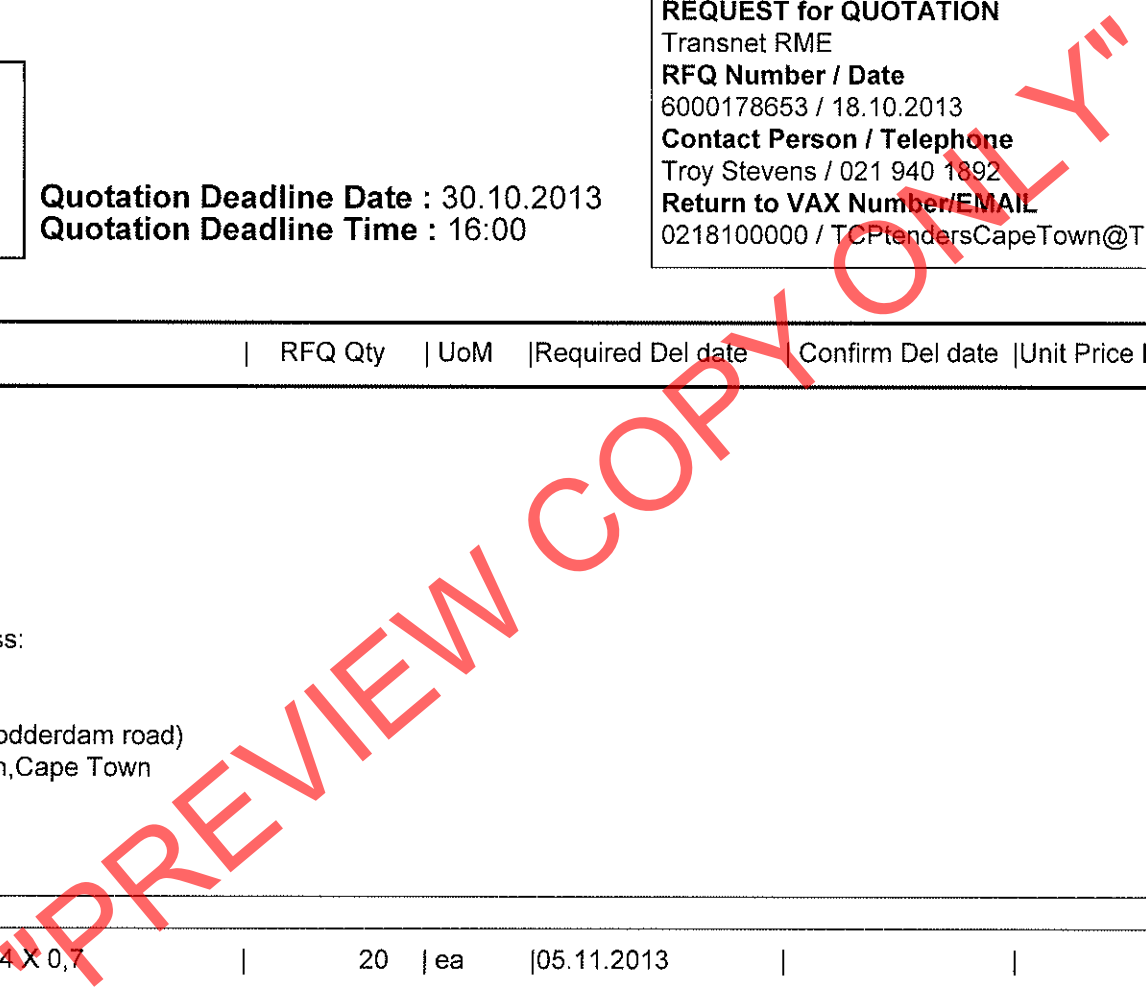 REQUEST for QUOTATION
Transnet RME
RFQ Number / Date
6000178653 / 18.10.2013
Contact Person / Telephone
Troy Stevens / 021 940 1892
Return to VAX Number/EMAIL
0218100000 / TCPtendersCapeTown@T
Quotation Deadline Date : 30.10.2013
Quotation Deadline Time : 16:00
| RFQ Qty | UoM |Required Del date | Confirm Del date |Unit Price
ss:
odderdam road)
n,Cape Town
4 X 0,7 | 20 | ea |05.11.2013 | |
"PREVIEW COPY ONLY"